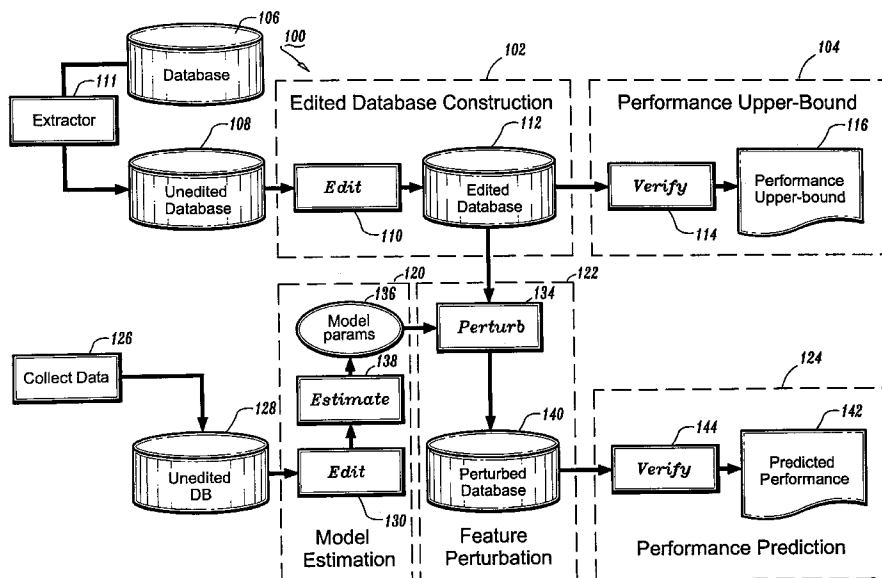 100
106
Database
111
Extractor
108
Unedited
Database
102
Edited Database Construction
Edit
110
112
Edited
Database
104
Performance Upper-Bound
Verify
114
116
Performance
Upper-bound
126
Collect Data
128
Unedited
DB
120
136
Model
params
138
Estimate
Edit
130
Model
Estimation
122
134
Perturb
140
Perturbed
Database
Feature
Perturbation
124
144
Verify
142
Predicted
Performance
Performance Prediction